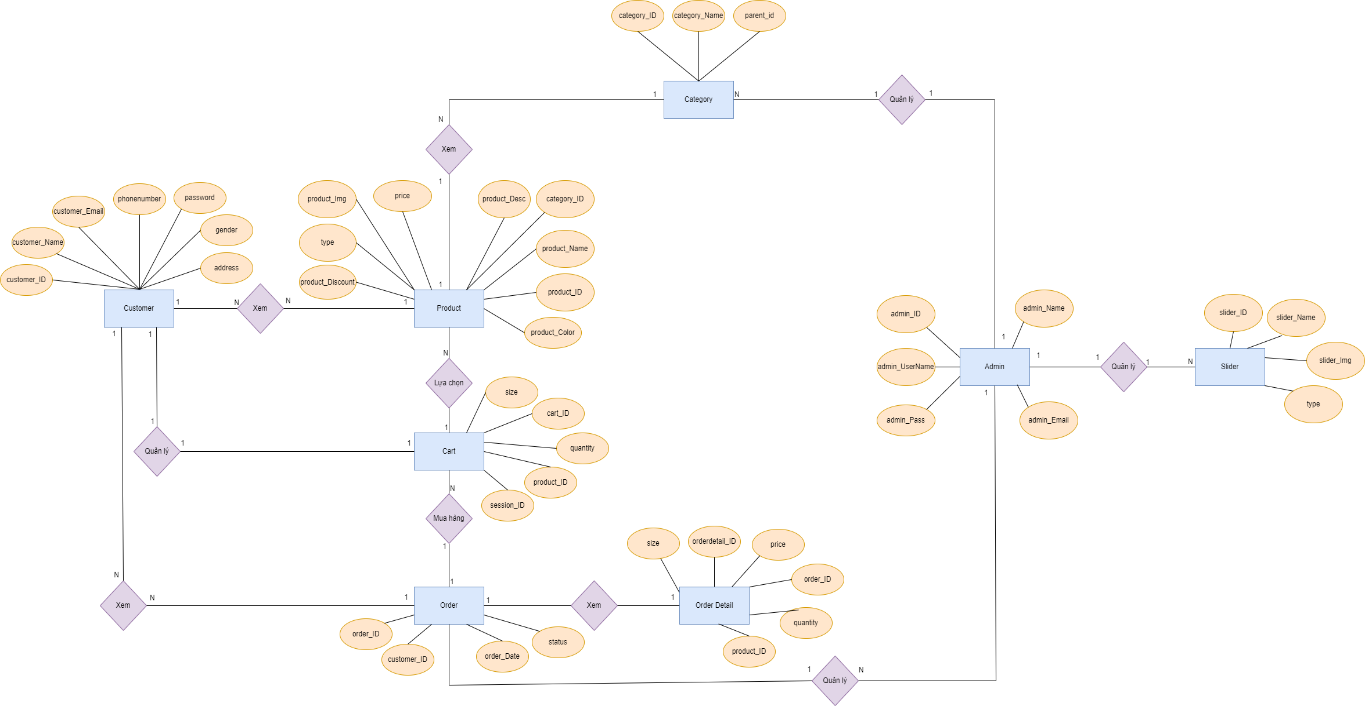 category_ID
category_Name
parent_id
Category
1
N
1
Quản lý
1
N
Xem
1
customer_ID
customer_Name
customer_Email
phonenumber
password
gender
address
Customer
product_Img
price
product_Desc
category_ID
type
product_Name
product_Discount
product_ID
product_Color
1
Product
1
N
Xem
N
1
1
1
N
Lựa chọn
1
size
cart_ID
quantity
product_ID
session_ID
1
Quản lý
1
1
Cart
N
Mua hàng
1
1
admin_ID
admin_Name
admin_UserName
admin_Pass
admin_Email
1
Admin
1
1
1
Quản lý
1
N
slider_ID
slider_Name
slider_Img
type
Slider
N
Xem
N
1
Order
1
Xem
1
Order Detail
order_ID
customer_ID
order_Date
status
size
orderdetail_ID
price
order_ID
quantity
product_ID
1
Quản lý
N